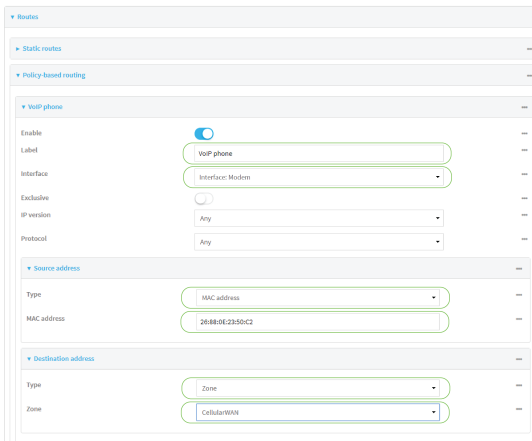 Routes
Static routes
Policy-based routing
VoIP phone
Enable
Label VoIP phone
Interface Interface: Modem
Exclusive
IP version Any
Protocol Any
Source address
Type MAC address
MAC address 26:88:0E:23:50:C2
Destination address
Type Zone
Zone CellularWAN